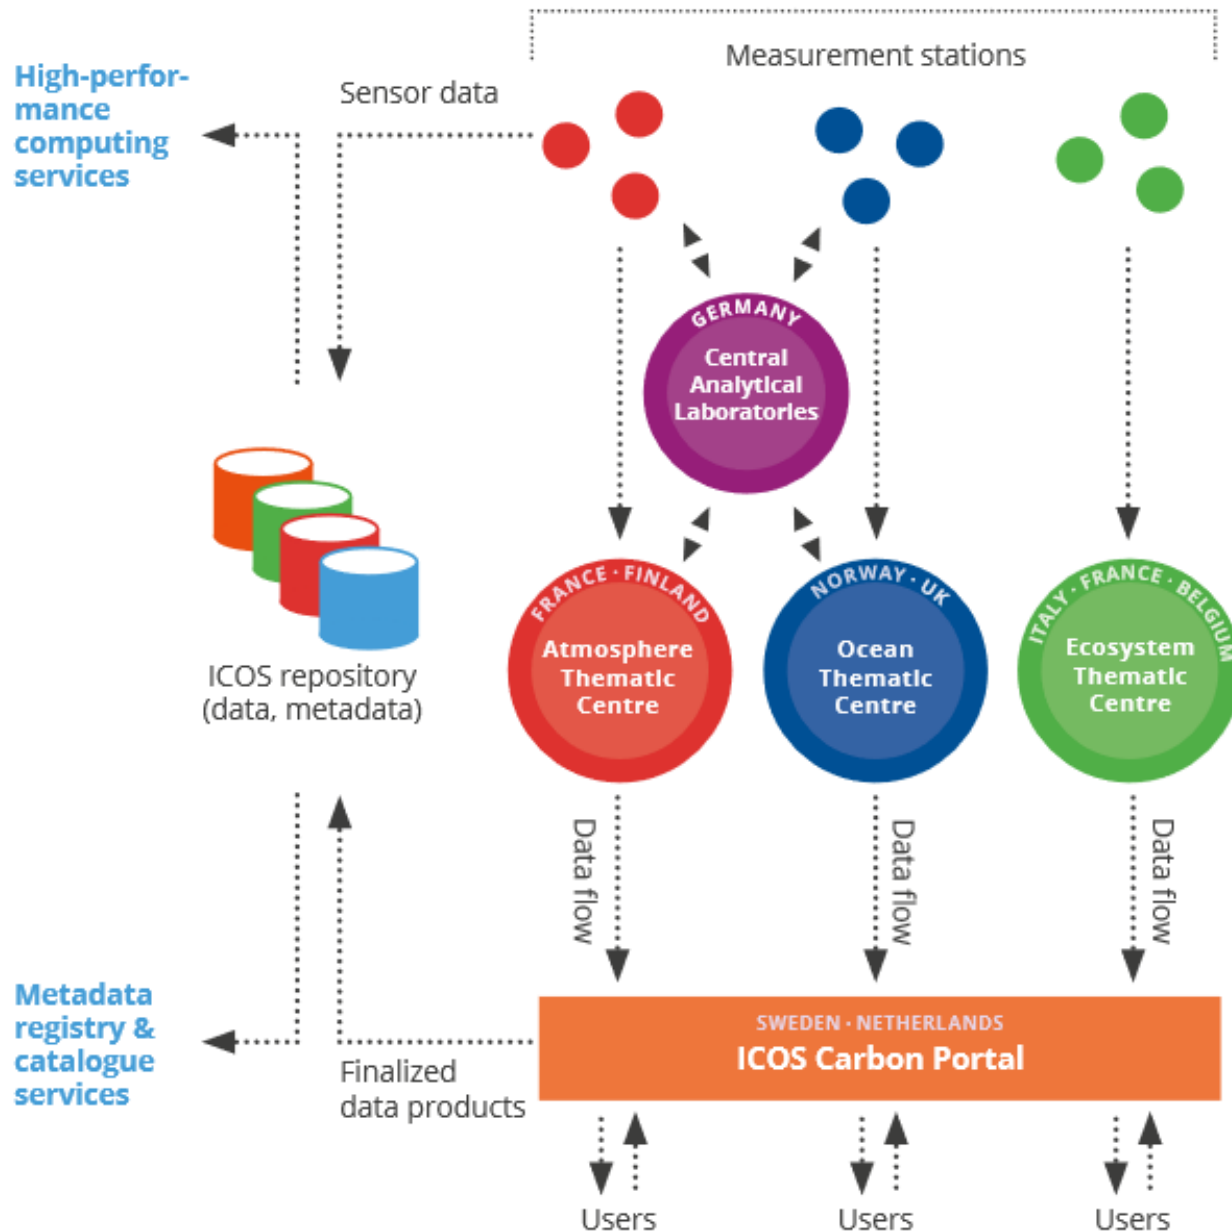 Measurement stations
High-perfor-
mance
computing
services
Sensor data
GERMANY
Central
Analytical
Laboratories
FRANCE · FINLAND
Atmosphere
Thematic
Centre
NORWAY · UK
Ocean
Thematic
Centre
ITALY · FRANCE · BELGIUM
Ecosystem
Thematic
Centre
ICOS repository
(data, metadata)
Data flow
Data flow
Data flow
Metadata
registry &
catalogue
services
Finalized
data products
SWEDEN · NETHERLANDS
ICOS Carbon Portal
Users
Users
Users